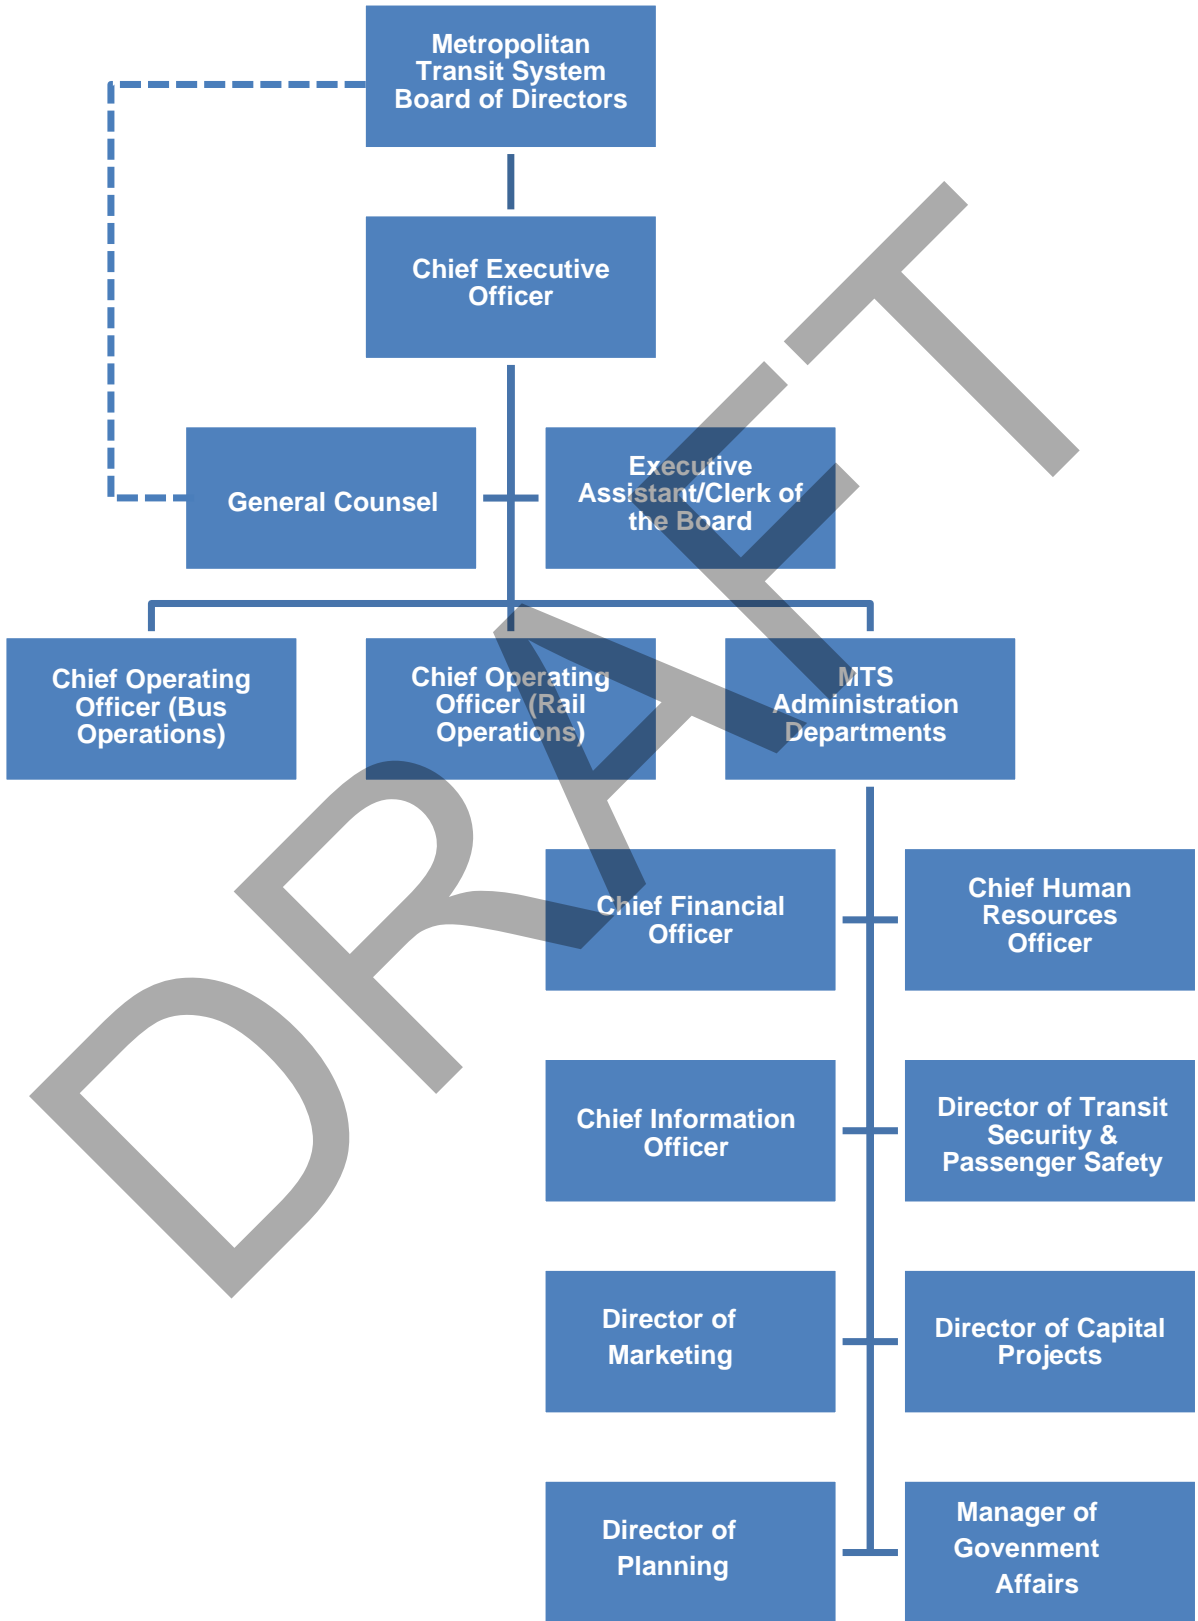 Metropolitan
Transit System
Board of Directors
Chief Executive
Officer
General Counsel
Executive
Assistant/Clerk of
the Board
Chief Operating
Officer (Bus
Operations)
Chief Operating
Officer (Rail
Operations)
MTS
Administration
Departments
Chief Financial
Officer
Chief Human
Resources
Officer
Chief Information
Officer
Director of Transit
Security &
Passenger Safety
Director of
Marketing
Director of Capital
Projects
Director of
Planning
Manager of
Govenment
Affairs
DRAFT